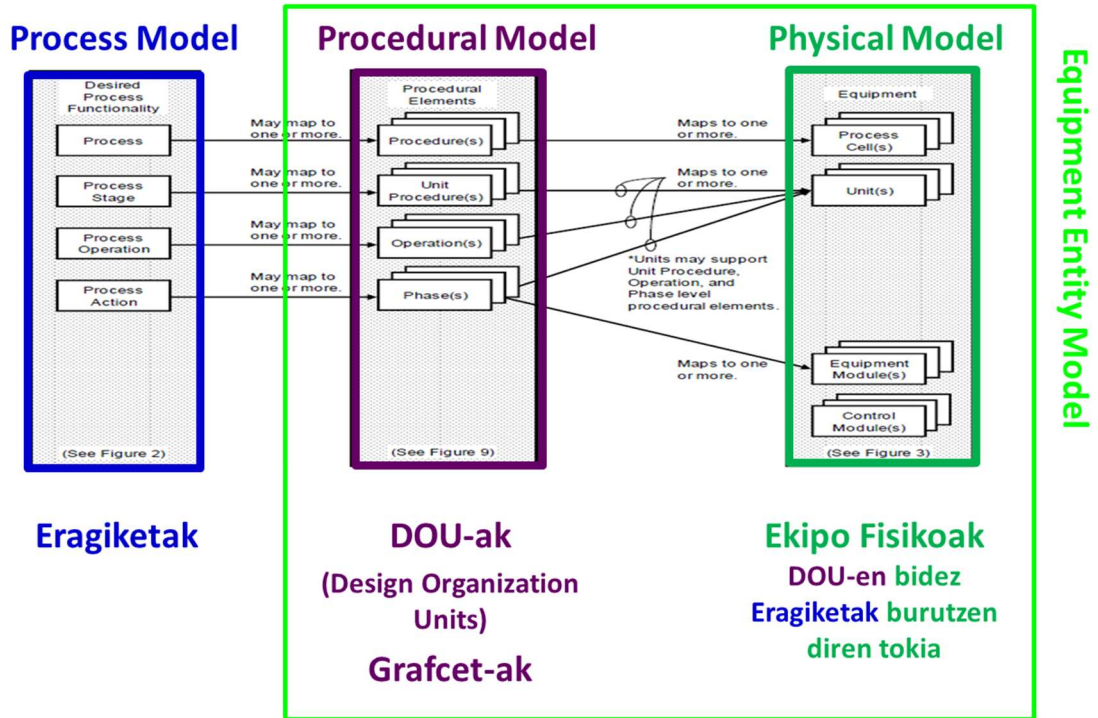 Process Model
Desired
Process
Functionality
Process
Process
Stage
Process
Operation
Process
Action
(See Figure 2)
Eragiketak
May map to
one or more.
May map to
one or more.
May map to
one or more.
May map to
one or more.
Procedural Model
Procedural
Elements
Procedure(s)
Unit
Procedure(s)
Operation(s)
Phase(s)
(See Figure 9)
DOU-ak
(Design Organization
Units)
Grafcet-ak
Maps to one
or more.
Maps to one
or more.
*Units may support
Unit Procedure,
Operation, and
Phase level
procedural elements.
Maps to one
or more.
Physical Model
Equipment
Process
Cell(s)
Unit(s)
Equipment
Module(s)
Control
Module(s)
(See Figure 3)
Ekipo Fisikoak
DOU-en bidez
Eragiketak burutzen
diren tokia
Equipment Entity Model